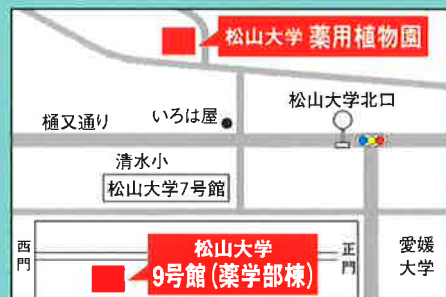 松山大学 薬用植物園
松山大学北口
いろは屋
樋又通り
清水小
松山大学7号館
西門
松山大学
9号館(薬学部棟)
正門
愛媛
大学